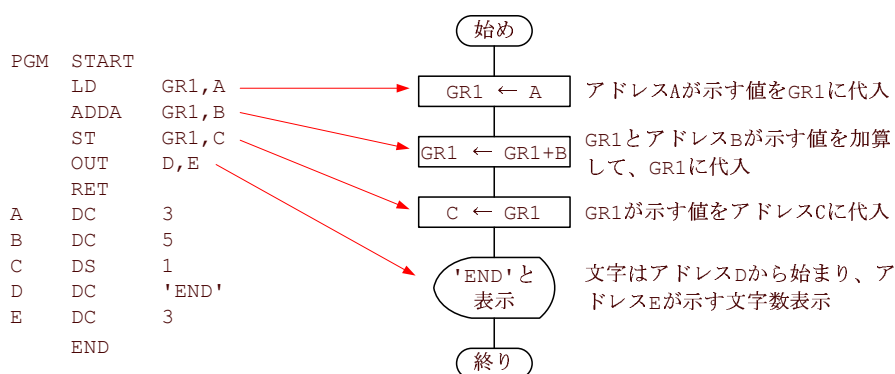 PGM START
LD GR1,A
ADDA GR1,B
ST GR1,C
OUT D,E
RET
A DC 3
B DC 5
C DS 1
D DC 'END'
E DC 3
END
始め
GR1 ← A
GR1 ← GR1+B
C ← GR1
'END'と
表示
終り
アドレスAが示す値をGR1に代入
GR1とアドレスBが示す値を加算
して、GR1に代入
GR1が示す値をアドレスCに代入
文字はアドレスDから始まり、ア
ドレスEが示す文字数表示